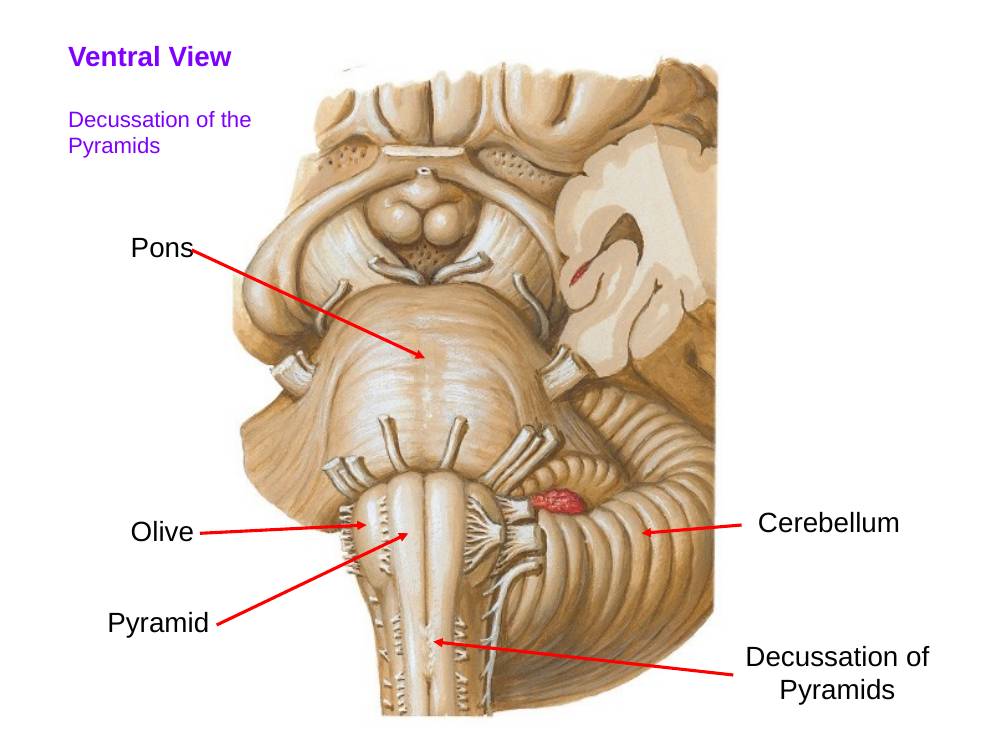 Ventral View
Decussation of the
Pyramids
Pons
Olive
Cerebellum
Pyramid
Decussation of
Pyramids